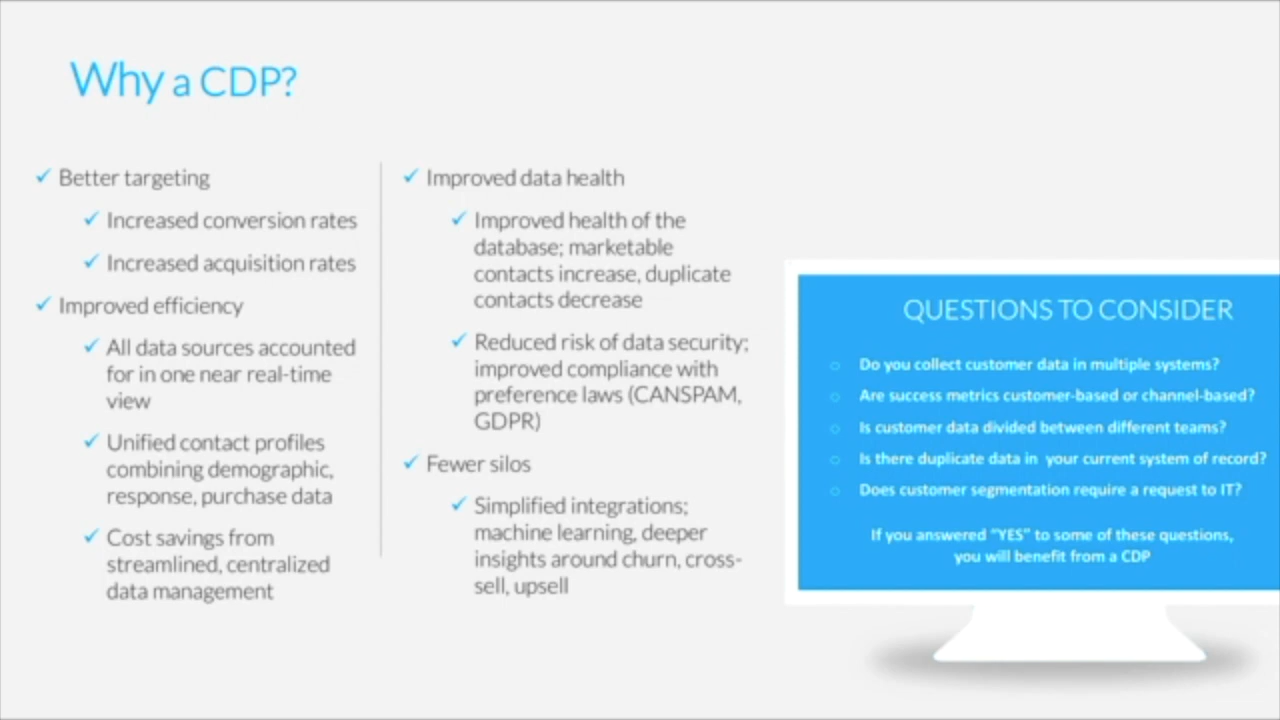 Why a CDP?
✓ Better targeting
✓ Increased conversion rates
✓ Increased acquisition rates
✓ Improved efficiency
✓ All data sources accounted
for in one near real-time
view
✓ Unified contact profiles
combining demographic,
response, purchase data
✓ Cost savings from
streamlined, centralized
data management
✓ Improved data health
✓ Improved health of the
database; marketable
contacts increase, duplicate
contacts decrease
✓ Reduced risk of data security;
improved compliance with
preference laws (CANSPAM,
GDPR)
✓ Fewer silos
✓ Simplified integrations;
machine learning, deeper
insights around churn, cross-
sell, upsell
QUESTIONS TO CONSIDER
○ Do you collect customer data in multiple systems?
○ Are success metrics customer-based or channel-based?
○ Is customer data divided between different teams?
○ Is there duplicate data in your current system of record?
○ Does customer segmentation require a request to IT?
If you answered “YES” to some of these questions,
you will benefit from a CDP